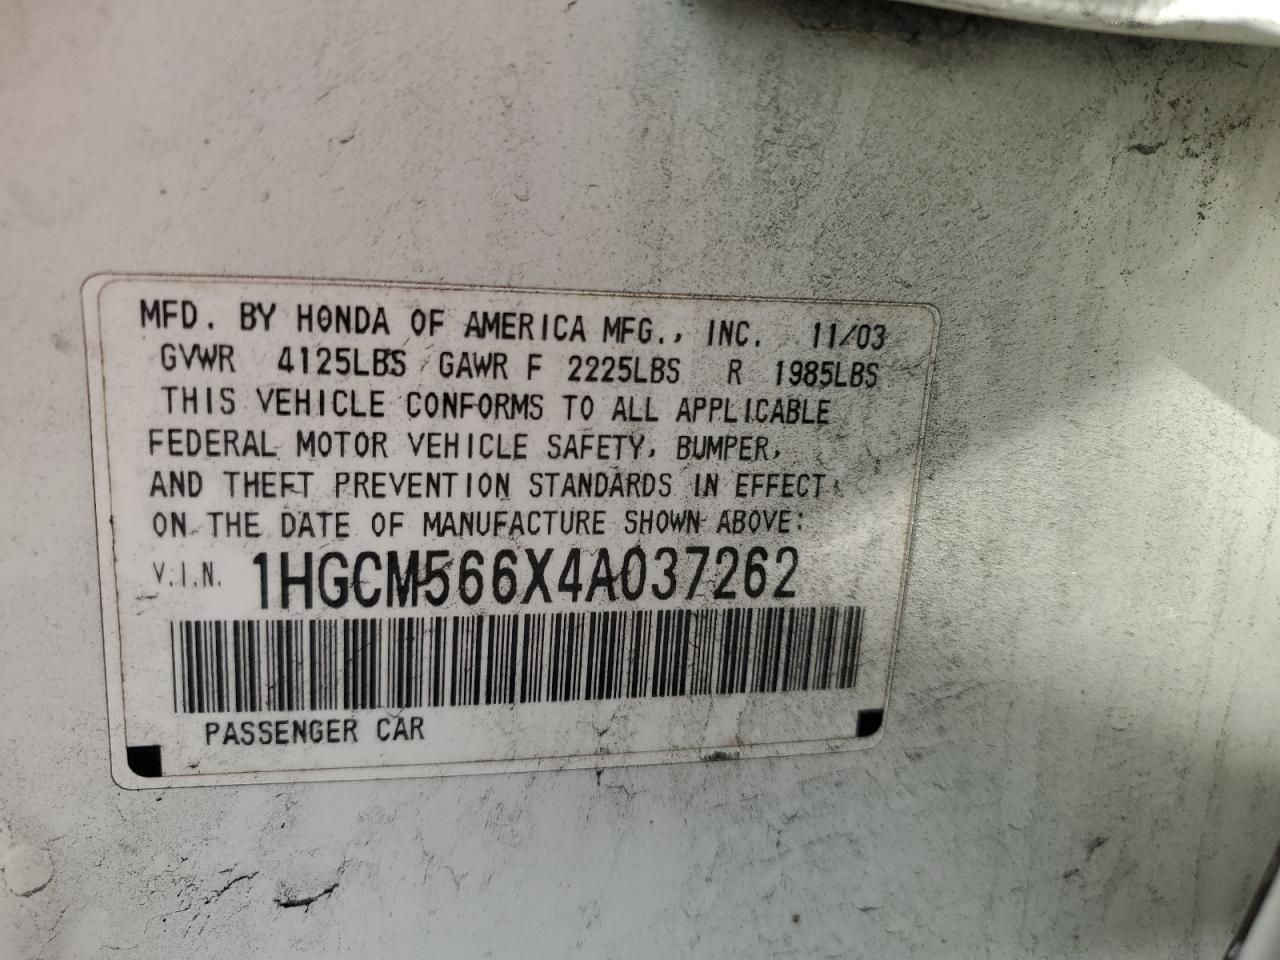 MFD. BY HONDA OF AMERICA MFG., INC. 11/03
GVWR 4125LBS GAWR F 2225LBS R 1985LBS
THIS VEHICLE CONFORMS TO ALL APPLICABLE
FEDERAL MOTOR VEHICLE SAFETY, BUMPER,
AND THEFT PREVENTION STANDARDS IN EFFECT
ON THE DATE OF MANUFACTURE SHOWN ABOVE:
V.I.N. 1HGCM566X4A037262
PASSENGER CAR